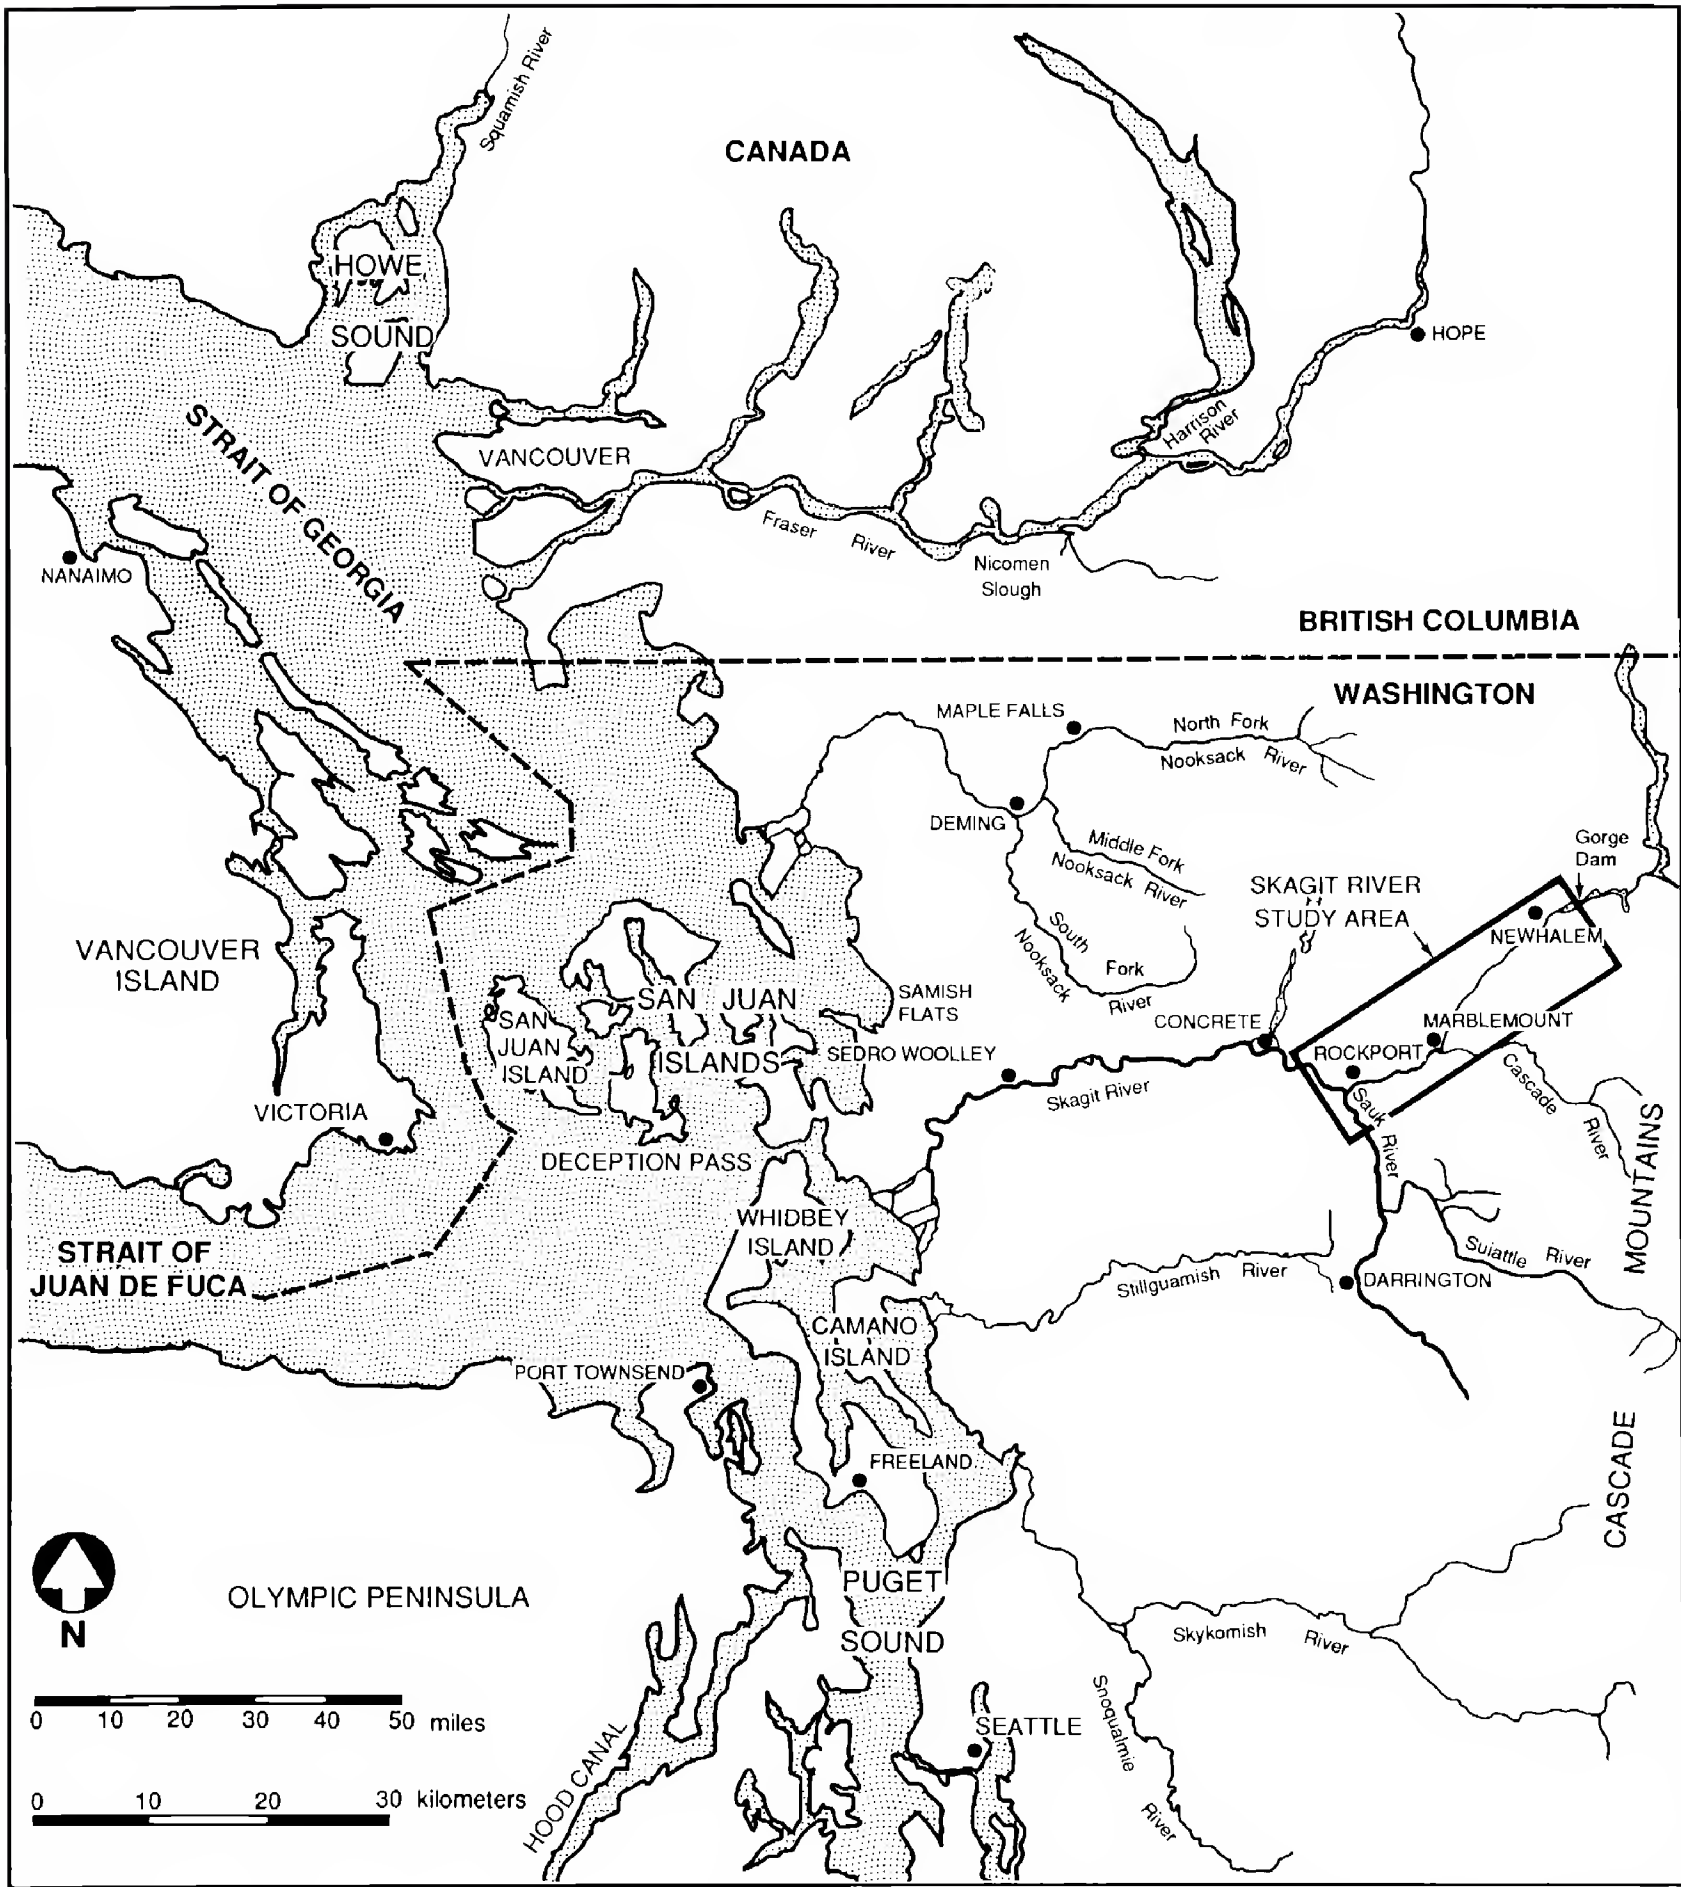 Squamish River
CANADA
HOWE
SOUND
HOPE
Harrison
River
STRAIT OF GEORGIA
VANCOUVER
Fraser River
NANAIMO
Nicomen
Slough
BRITISH COLUMBIA
WASHINGTON
MAPLE FALLS
North Fork
Nooksack River
DEMING
Middle Fork
Nooksack River
Gorge
Dam
SKAGIT RIVER
STUDY AREA
NEWHALEM
South Fork
Nooksack River
VANCOUVER
ISLAND
SAN JUAN
ISLANDS
SAN
JUAN
ISLAND
SAMISH
FLATS
CONCRETE
MARBLEMOUNT
SEDRO WOOLLEY
ROCKPORT
Skagit River
Sauk River
Cascade River
VICTORIA
DECEPTION PASS
WHIDBEY
ISLAND
STRAIT OF
JUAN DE FUCA
Stillguamish River
Suiattle River
DARRINGTON
CASCADE MOUNTAINS
CAMANO
ISLAND
PORT TOWNSEND
FREELAND
N
OLYMPIC PENINSULA
PUGET
SOUND
Skykomish River
Snoqualmie River
SEATTLE
HOOD CANAL
0 10 20 30 40 50 miles
0 10 20 30 kilometers